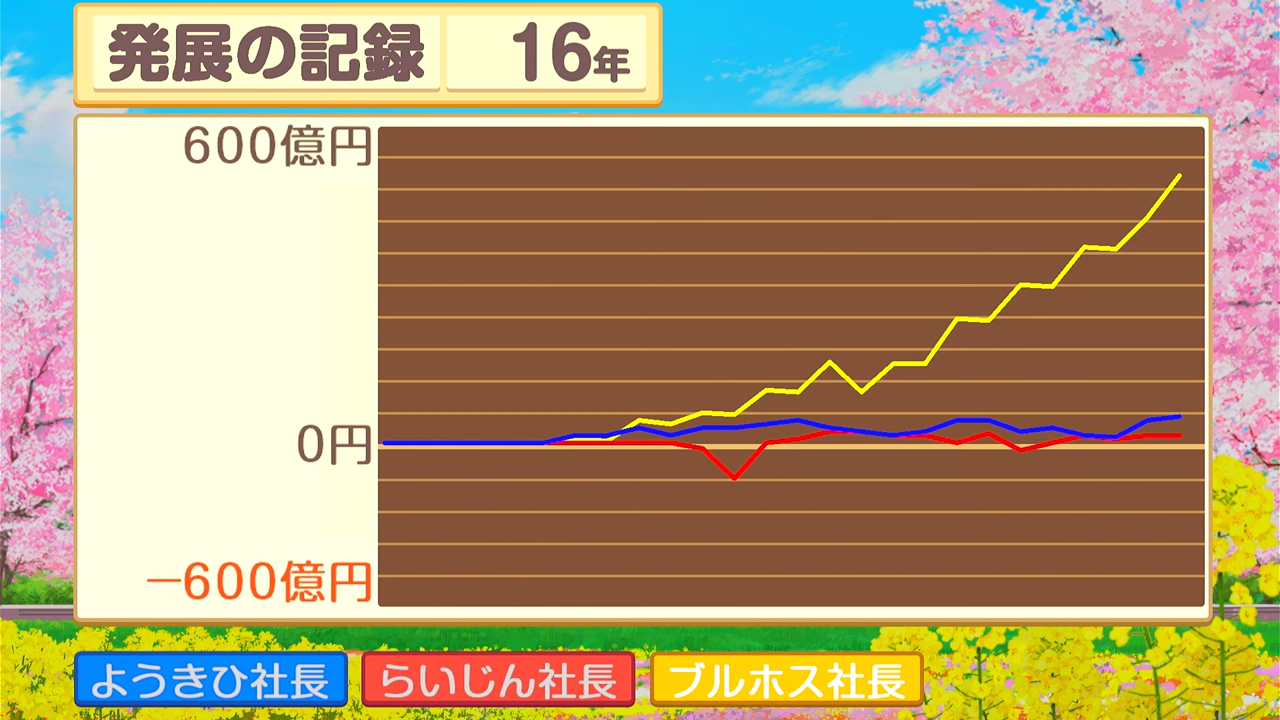 発展の記録 16年
600億円
0円
−600億円
ようきひ社長 らいじん社長 ブルホス社長